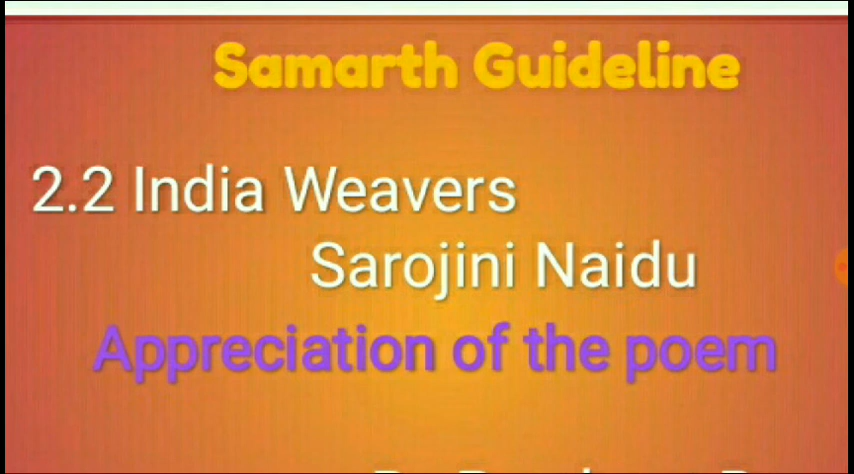 Samarth Guideline
2.2 India Weavers
Sarojini Naidu
Appreciation of the poem